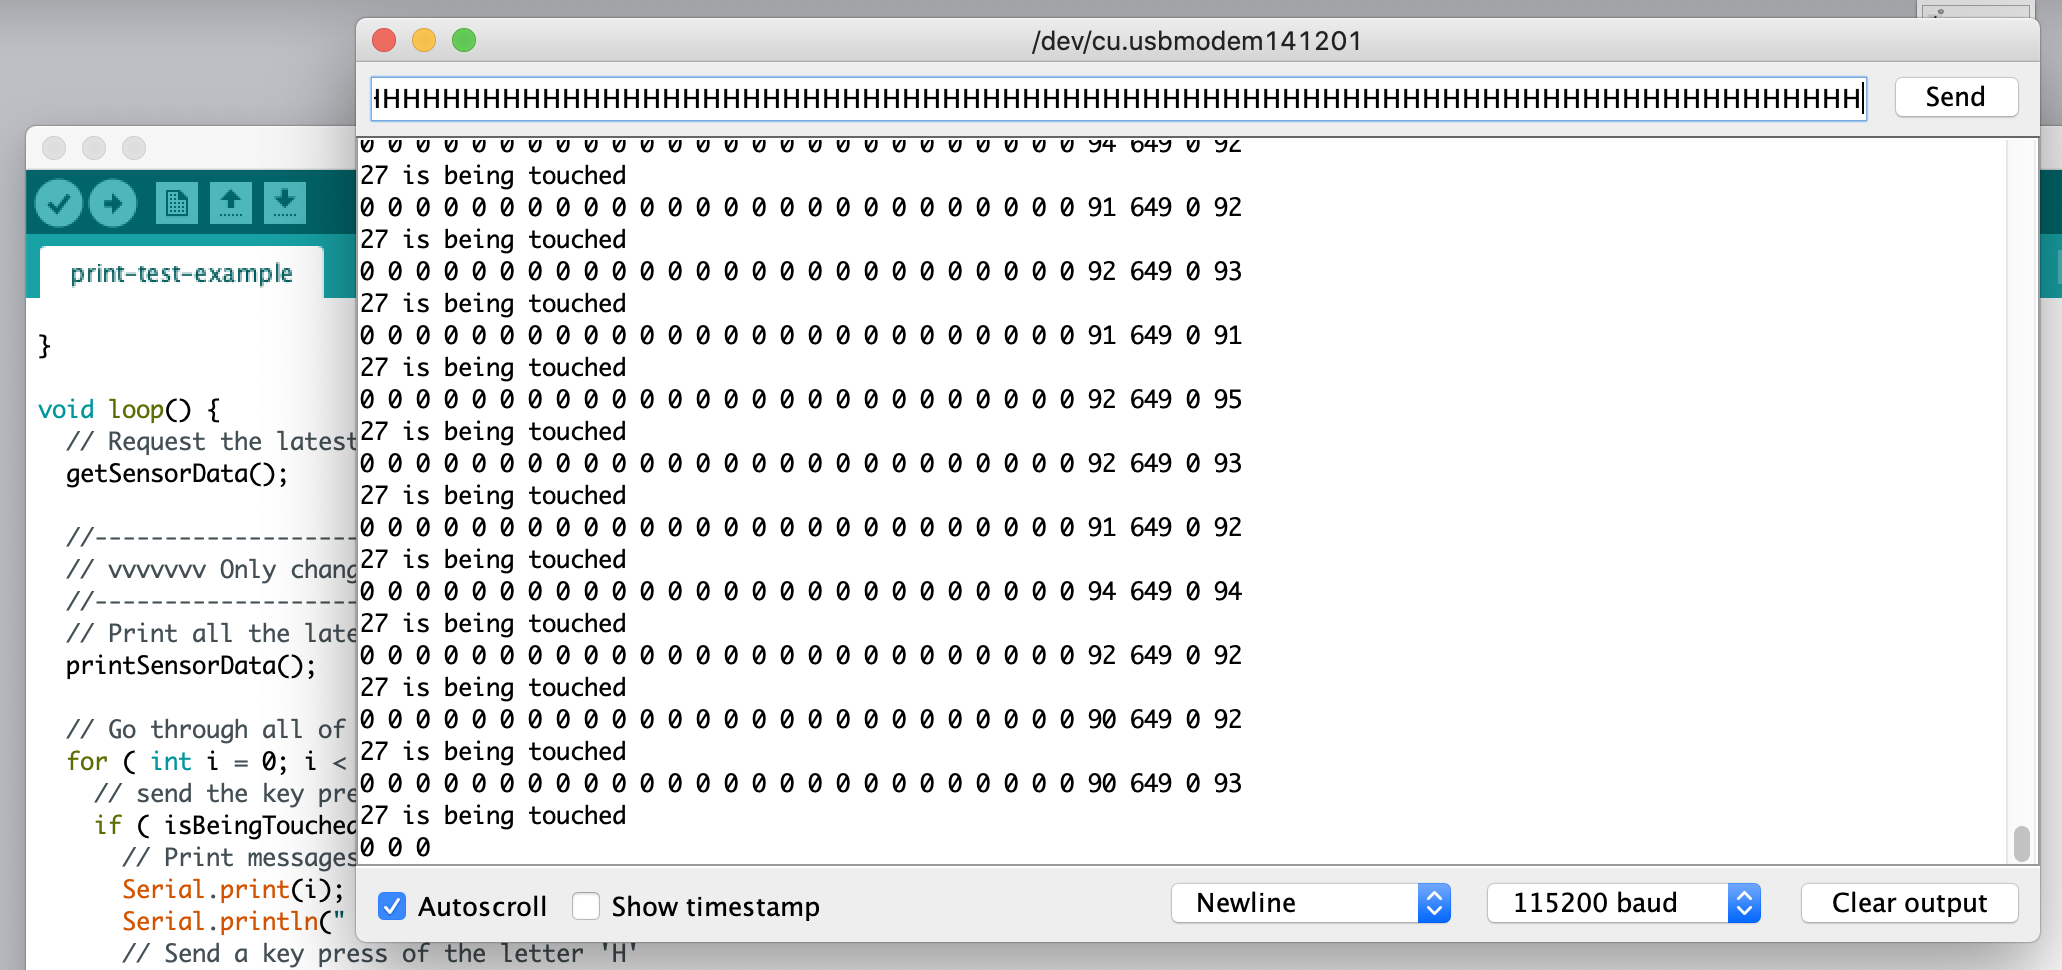 /dev/cu.usbmodem141201
HHHHHHHHHHHHHHHHHHHHHHHHHHHHHHHHHHHHHHHHHHHHHHHHHHHHHHHHHHHHHHHHHHHHHHHHHH
Send
0 0 0 0 0 0 0 0 0 0 0 0 0 0 0 0 0 0 0 0 0 0 0 0 0 0 94 649 0 92
27 is being touched
0 0 0 0 0 0 0 0 0 0 0 0 0 0 0 0 0 0 0 0 0 0 0 0 0 0 91 649 0 92
27 is being touched
0 0 0 0 0 0 0 0 0 0 0 0 0 0 0 0 0 0 0 0 0 0 0 0 0 0 92 649 0 93
27 is being touched
0 0 0 0 0 0 0 0 0 0 0 0 0 0 0 0 0 0 0 0 0 0 0 0 0 0 91 649 0 91
27 is being touched
0 0 0 0 0 0 0 0 0 0 0 0 0 0 0 0 0 0 0 0 0 0 0 0 0 0 92 649 0 95
27 is being touched
0 0 0 0 0 0 0 0 0 0 0 0 0 0 0 0 0 0 0 0 0 0 0 0 0 0 92 649 0 93
27 is being touched
0 0 0 0 0 0 0 0 0 0 0 0 0 0 0 0 0 0 0 0 0 0 0 0 0 0 91 649 0 92
27 is being touched
0 0 0 0 0 0 0 0 0 0 0 0 0 0 0 0 0 0 0 0 0 0 0 0 0 0 94 649 0 94
27 is being touched
0 0 0 0 0 0 0 0 0 0 0 0 0 0 0 0 0 0 0 0 0 0 0 0 0 0 92 649 0 92
27 is being touched
0 0 0 0 0 0 0 0 0 0 0 0 0 0 0 0 0 0 0 0 0 0 0 0 0 0 90 649 0 92
27 is being touched
0 0 0 0 0 0 0 0 0 0 0 0 0 0 0 0 0 0 0 0 0 0 0 0 0 0 90 649 0 93
27 is being touched
0 0 0
Autoscroll
Show timestamp
Newline
115200 baud
Clear output
print-test-example
}
void loop() {
// Request the latest
getSensorData();
//-------------------
// vvvvvvv Only chang
//-------------------
// Print all the late
printSensorData();
// Go through all of
for ( int i = 0; i <
// send the key pre
if ( isBeingTouched
// Print messages
Serial.print(i);
Serial.println("
// Send a key press of the letter 'H'